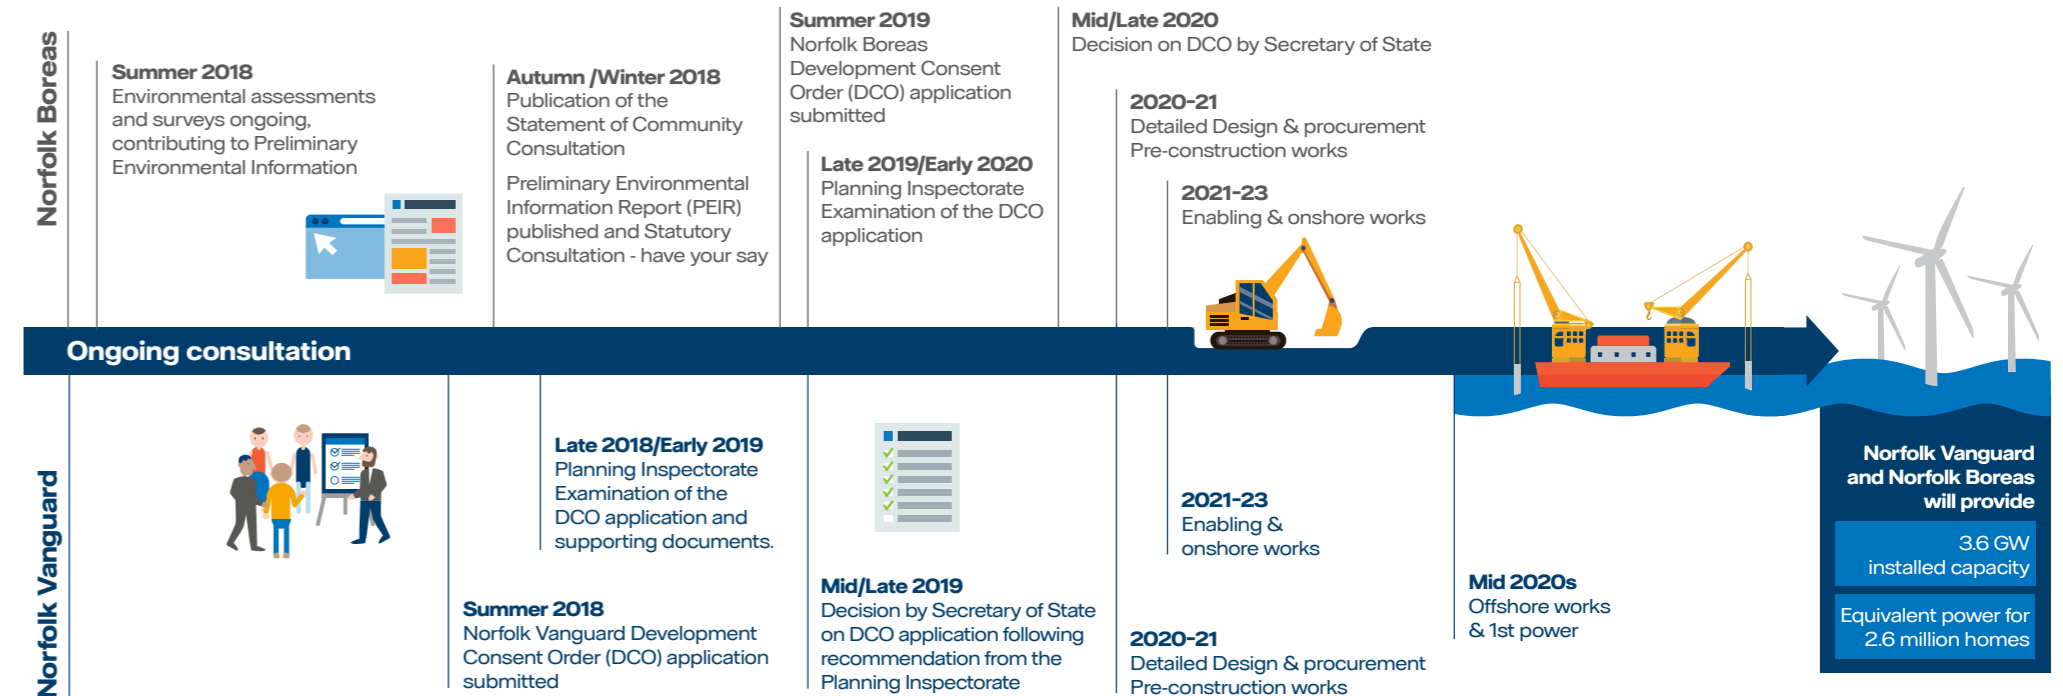 Norfolk Boreas
Summer 2018
Environmental assessments
and surveys ongoing,
contributing to Preliminary
Environmental Information
Autumn /Winter 2018
Publication of the
Statement of Community
Consultation
Preliminary Environmental
Information Report (PEIR)
published and Statutory
Consultation - have your say
Summer 2019
Norfolk Boreas
Development Consent
Order (DCO) application
submitted
Late 2019/Early 2020
Planning Inspectorate
Examination of the DCO
application
Mid/Late 2020
Decision on DCO by Secretary of State
2020-21
Detailed Design & procurement
Pre-construction works
2021-23
Enabling & onshore works
Ongoing consultation
Norfolk Vanguard
Summer 2018
Norfolk Vanguard Development
Consent Order (DCO) application
submitted
Late 2018/Early 2019
Planning Inspectorate
Examination of the
DCO application and
supporting documents.
Mid/Late 2019
Decision by Secretary of State
on DCO application following
recommendation from the
Planning Inspectorate
2020-21
Detailed Design & procurement
Pre-construction works
2021-23
Enabling &
onshore works
Mid 2020s
Offshore works
& 1st power
Norfolk Vanguard
and Norfolk Boreas
will provide
3.6 GW
installed capacity
Equivalent power for
2.6 million homes